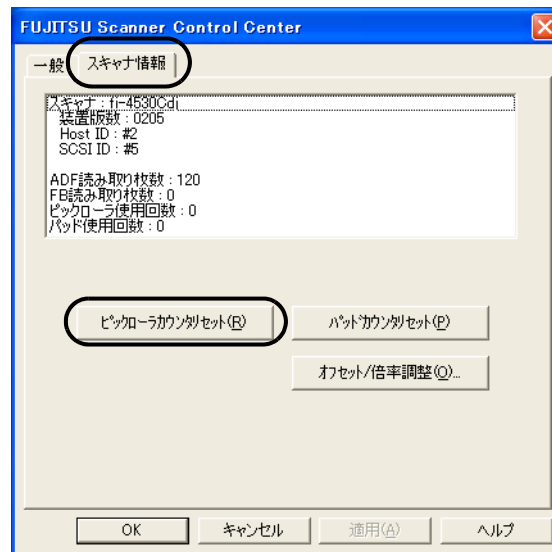 FUJITSU Scanner Control Center
一般 スキャナ情報
スキャナ : fi-4530Cdi
装置版数 : 0205
Host ID : #2
SCSI ID : #5
ADF読み取り枚数 : 120
FB読み取り枚数 : 0
ピックローラ使用回数 : 0
パッド使用回数 : 0
ピックローラカウンタリセット(R) パッドカウンタリセット(P)
オフセット/倍率調整(O)...
OK キャンセル 適用(A) ヘルプ